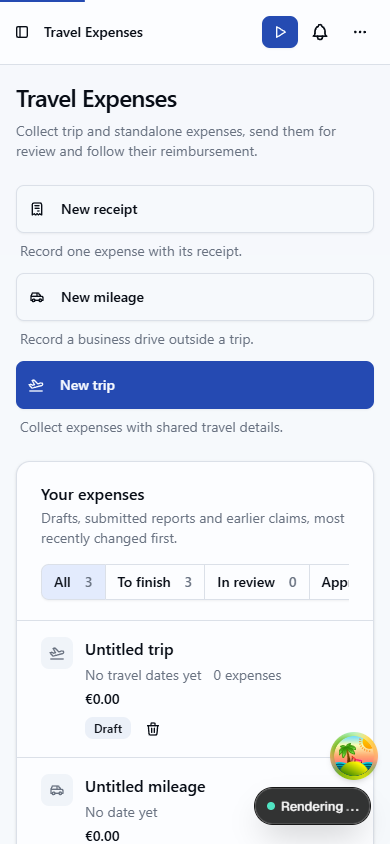 Travel Expenses
Travel Expenses
Collect trip and standalone expenses, send them for
review and follow their reimbursement.
New receipt
Record one expense with its receipt.
New mileage
Record a business drive outside a trip.
New trip
Collect expenses with shared travel details.
Your expenses
Drafts, submitted reports and earlier claims, most
recently changed first.
All 3 To finish 3 In review 0 App
Untitled trip
No travel dates yet 0 expenses
€0.00
Draft
Untitled mileage
No date yet
Rendering ...
€0.00